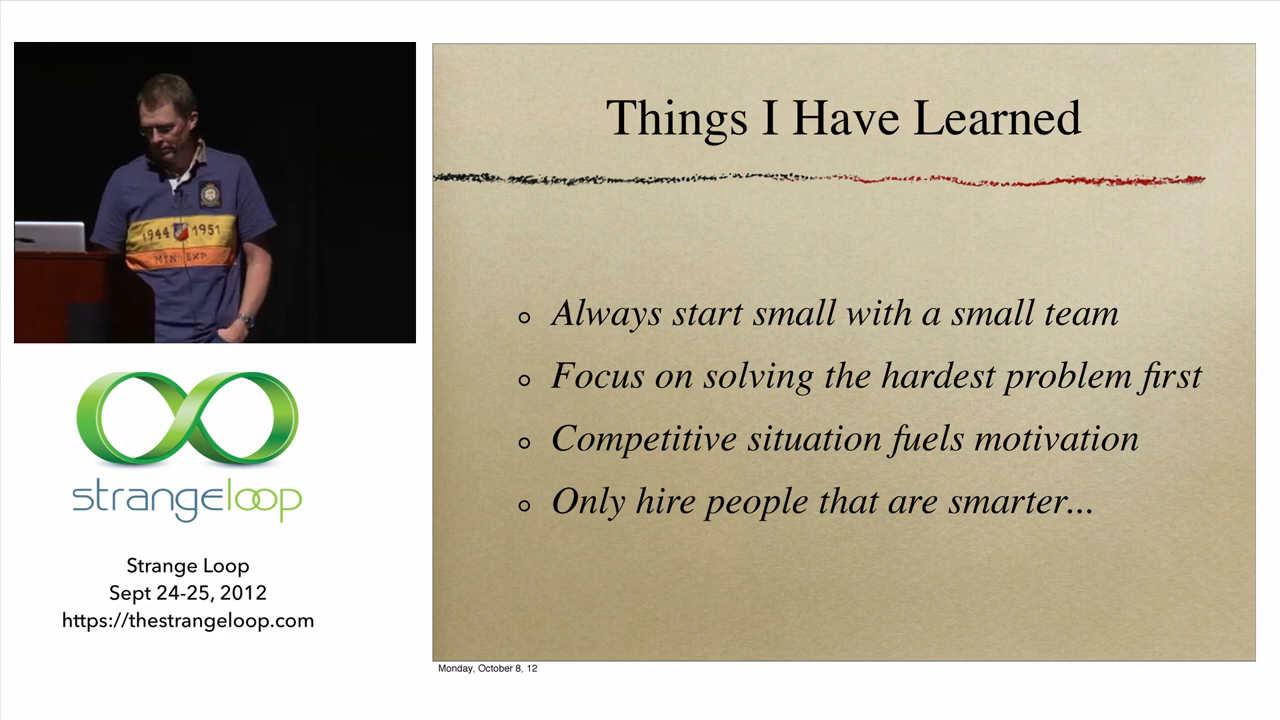 1944 1951
MIN. EXP.
strangeloop
Strange Loop
Sept 24-25, 2012
https://thestrangeloop.com
Things I Have Learned
Always start small with a small team
Focus on solving the hardest problem first
Competitive situation fuels motivation
Only hire people that are smarter...
Monday, October 8, 12